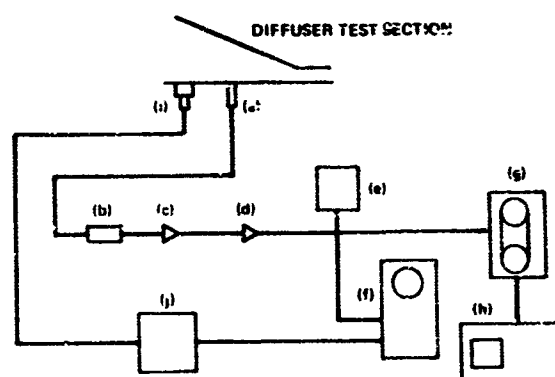 DIFFUSER TEST SECTION
(i) (a)
(e) (g)
(b) (c) (d)
(f) (h)
(j)